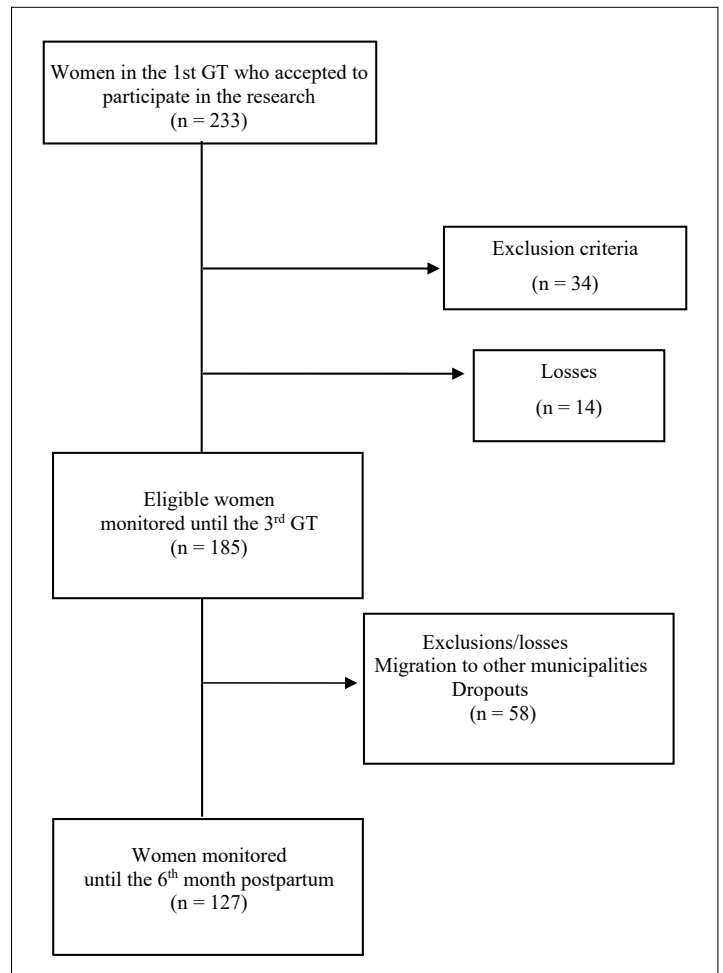 Women in the 1st GT who accepted to
participate in the research
(n = 233)
Exclusion criteria
(n = 34)
Losses
(n = 14)
Eligible women
monitored until the 3rd GT
(n = 185)
Exclusions/losses
Migration to other municipalities
Dropouts
(n = 58)
Women monitored
until the 6th month postpartum
(n = 127)